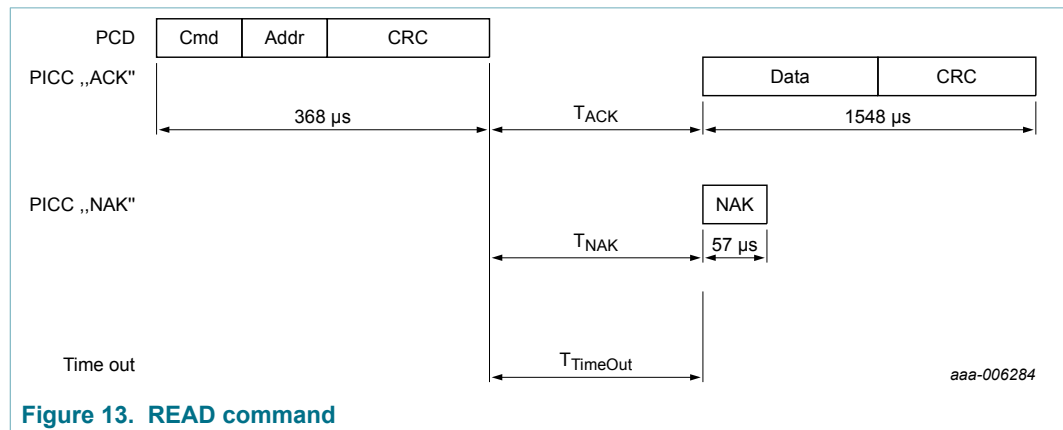 PCD Cmd Addr CRC
PICC ,,ACK" Data CRC
368 µs TACK 1548 µs
PICC ,,NAK" NAK
TNAK 57 µs
Time out TTimeOut aaa-006284
Figure 13. READ command